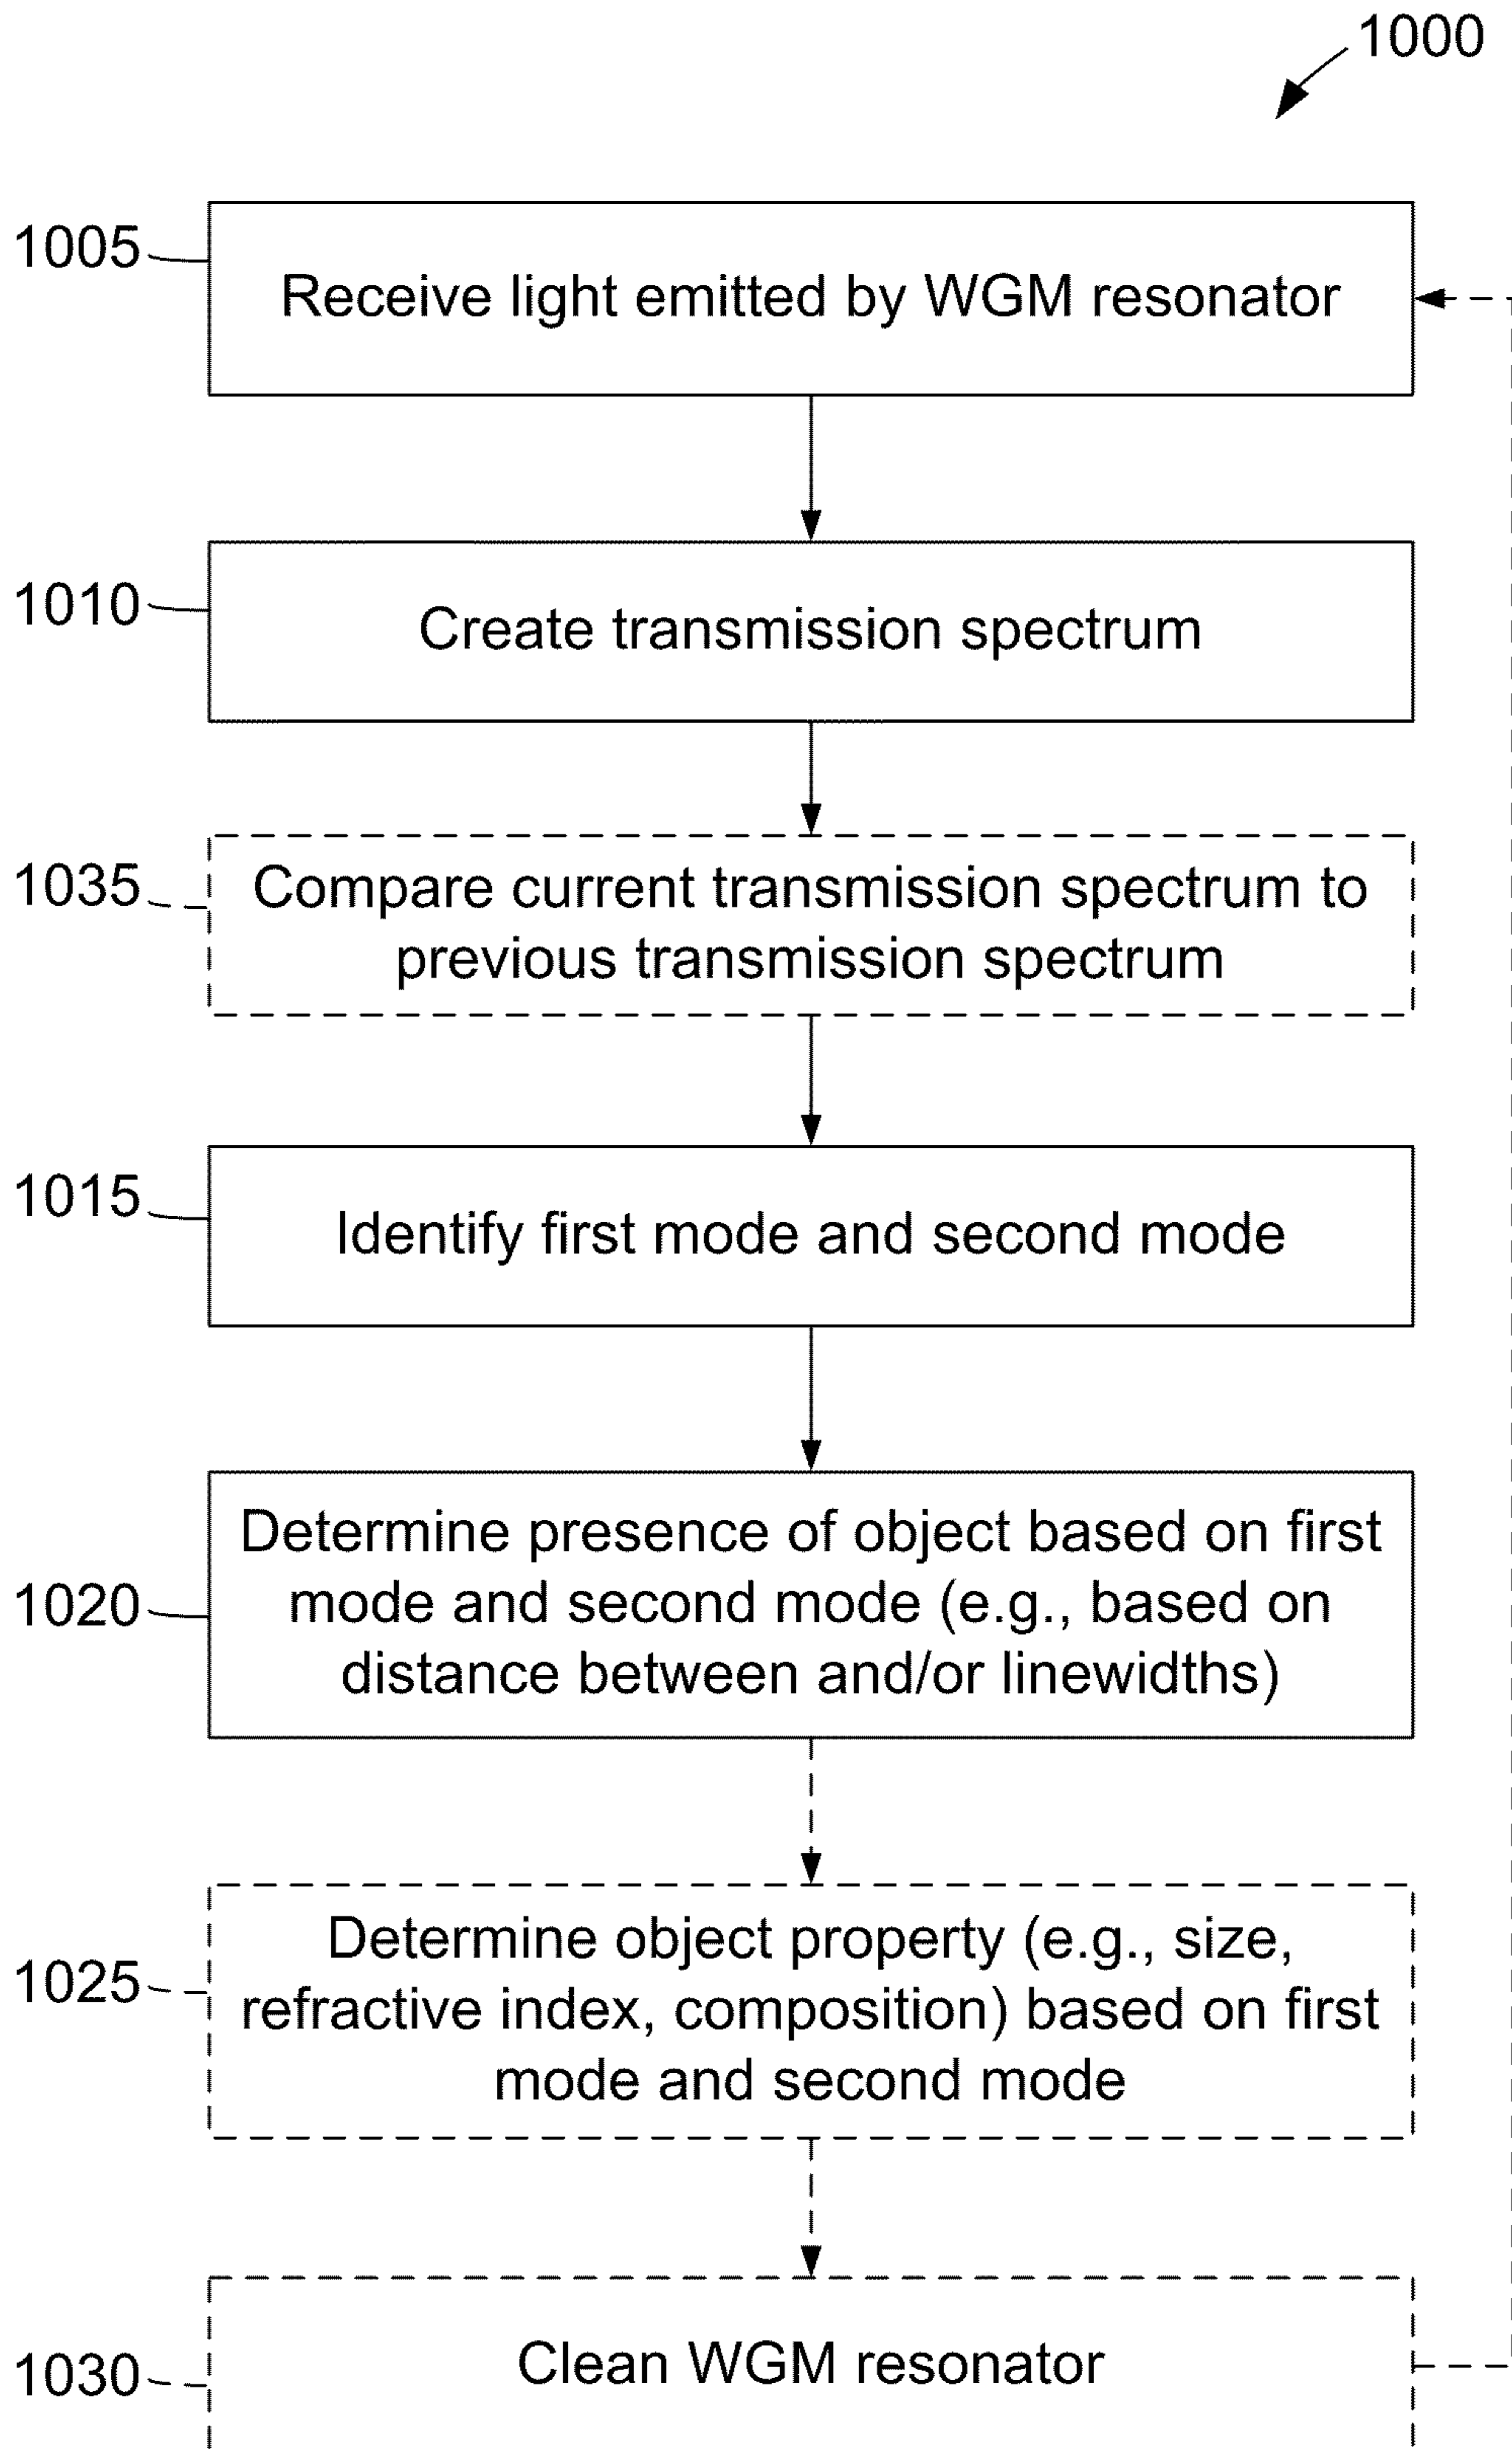 1000
1005
Receive light emitted by WGM resonator
1010
Create transmission spectrum
1035
Compare current transmission spectrum to
previous transmission spectrum
1015
Identify first mode and second mode
1020
Determine presence of object based on first
mode and second mode (e.g., based on
distance between and/or linewidths)
1025
Determine object property (e.g., size,
refractive index, composition) based on first
mode and second mode
1030
Clean WGM resonator